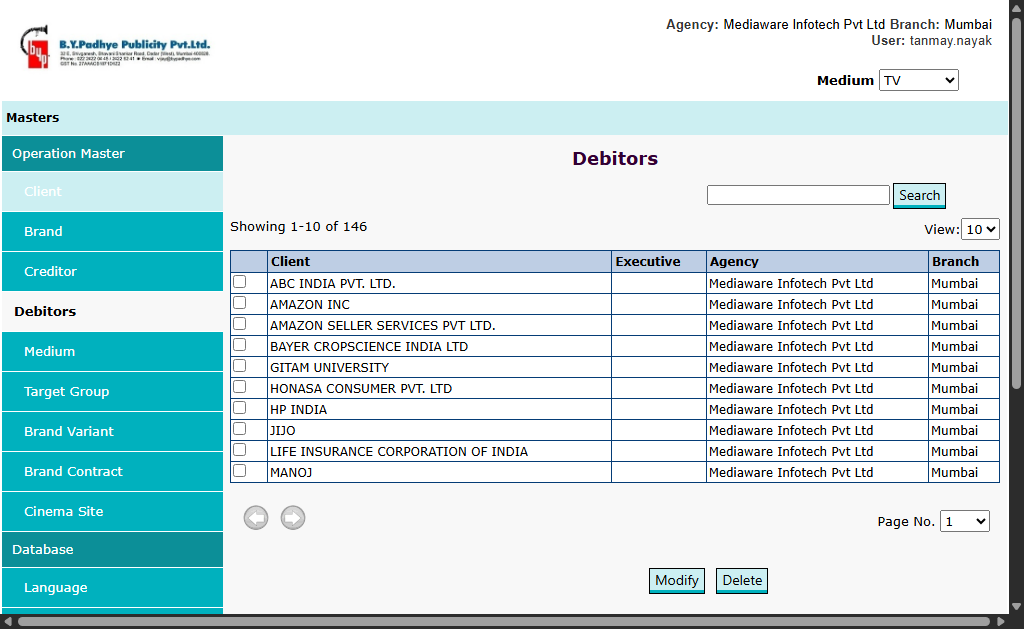 Agency: Mediaware Infotech Pvt Ltd Branch: Mumbai
User: tanmay.nayak
B.Y.Padhye Publicity Pvt.Ltd.
Medium TV
Masters
Operation Master
Client
Brand
Creditor
Debitors
Medium
Target Group
Brand Variant
Brand Contract
Cinema Site
Database
Language
Debitors
Search
Showing 1-10 of 146
View: 10
Client Executive Agency Branch
ABC INDIA PVT. LTD. Mediaware Infotech Pvt Ltd Mumbai
AMAZON INC Mediaware Infotech Pvt Ltd Mumbai
AMAZON SELLER SERVICES PVT LTD. Mediaware Infotech Pvt Ltd Mumbai
BAYER CROPSCIENCE INDIA LTD Mediaware Infotech Pvt Ltd Mumbai
GITAM UNIVERSITY Mediaware Infotech Pvt Ltd Mumbai
HONASA CONSUMER PVT. LTD Mediaware Infotech Pvt Ltd Mumbai
HP INDIA Mediaware Infotech Pvt Ltd Mumbai
JIJO Mediaware Infotech Pvt Ltd Mumbai
LIFE INSURANCE CORPORATION OF INDIA Mediaware Infotech Pvt Ltd Mumbai
MANOJ Mediaware Infotech Pvt Ltd Mumbai
Page No. 1
Modify Delete